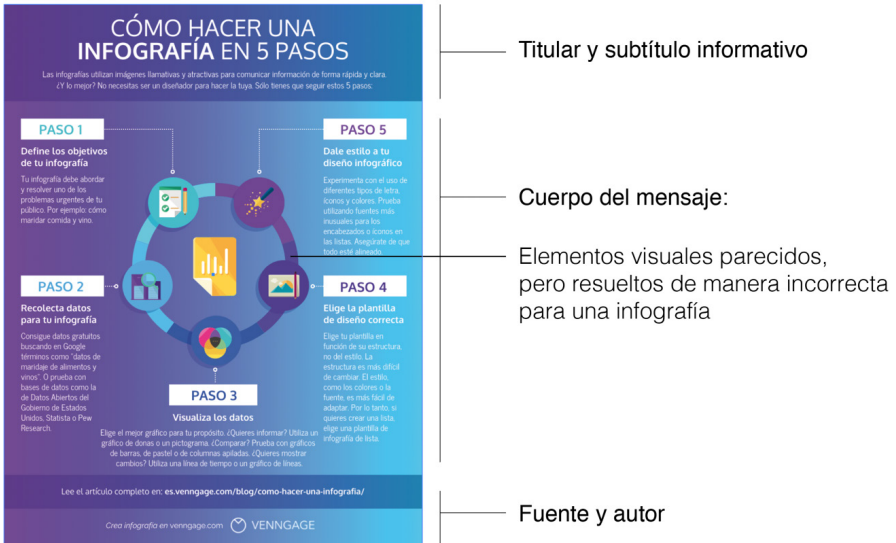 CÓMO HACER UNA
INFOGRAFÍA EN 5 PASOS
Las infografías utilizan imágenes llamativas y atractivas para comunicar información de forma rápida y clara.
¿Y lo mejor? No necesitas ser un diseñador para hacer la tuya. Sólo tienes que seguir estos 5 pasos:
PASO 1
Define los objetivos
de tu infografía
Tu infografía debe abordar
y resolver uno de los
problemas urgentes de tu
público. Por ejemplo: cómo
maridar comida y vino.
PASO 2
Recolecta datos
para tu infografía
Consigue datos gratuitos
buscando en Google
términos como "datos de
maridaje de alimentos y
vinos". O prueba con
bases de datos como la
de Datos Abiertos del
Gobierno de Estados
Unidos, Statista o Pew
Research.
PASO 3
Visualiza los datos
Elige el mejor gráfico para tu propósito. ¿Quieres informar? Utiliza un
gráfico de donas o un pictograma. ¿Comparar? Prueba con gráficos
de barras, de pastel o de columnas apiladas. ¿Quieres mostrar
cambios? Utiliza una línea de tiempo o un gráfico de líneas.
PASO 4
Elige la plantilla
de diseño correcta
Elige tu plantilla en
función de su estructura,
no del estilo. La
estructura es más difícil
de cambiar. El estilo,
como los colores o la
fuente, es más fácil de
adaptar. Por lo tanto, si
quieres crear una lista,
elige una plantilla de
infografía de lista.
PASO 5
Dale estilo a tu
diseño infográfico
Experimenta con el uso de
diferentes tipos de letra,
íconos y colores. Prueba
utilizando fuentes más
inusuales para los
encabezados o íconos en
las listas. Asegúrate de que
todo esté alineado.
Lee el artículo completo en: es.venngage.com/blog/como-hacer-una-infografia/
Crea infografía en venngage.com VENNGAGE
Titular y subtítulo informativo
Cuerpo del mensaje:
Elementos visuales parecidos,
pero resueltos de manera incorrecta
para una infografía
Fuente y autor